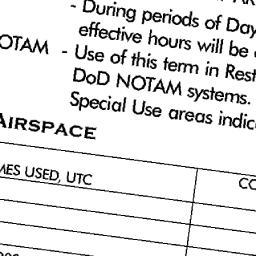 - During periods of Day
effective hours will be
NOTAM - Use of this term in Rest
DoD NOTAM systems.
Special Use areas indic
AIRSPACE
MES USED, UTC
CO